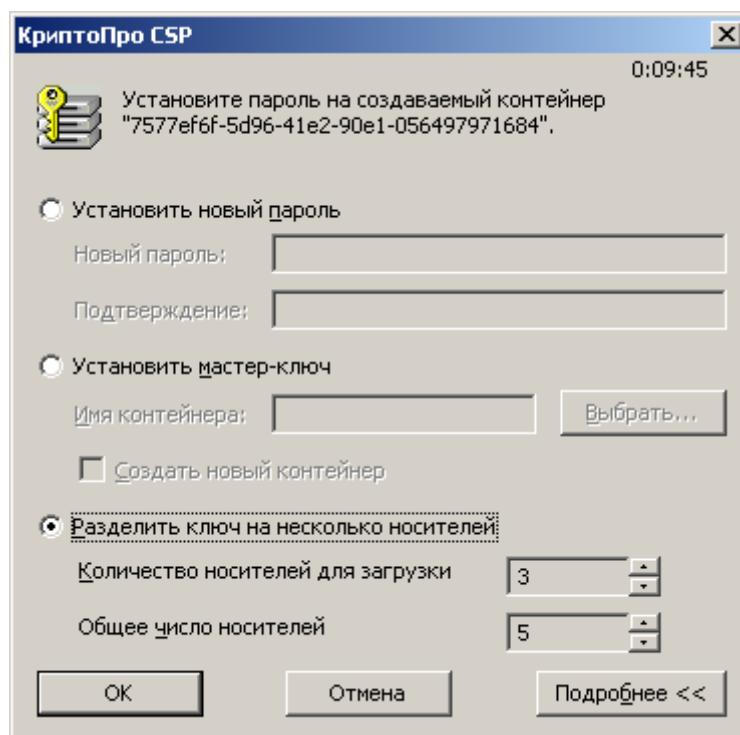 КриптоПро CSP
0:09:45
Установите пароль на создаваемый контейнер
"7577ef6f-5d96-41e2-90e1-056497971684".
Установить новый пароль
Новый пароль:
Подтверждение:
Установить мастер-ключ
Имя контейнера:
Выбрать...
Создать новый контейнер
Разделить ключ на несколько носителей
Количество носителей для загрузки
3
Общее число носителей
5
ОК
Отмена
Подробнее <<